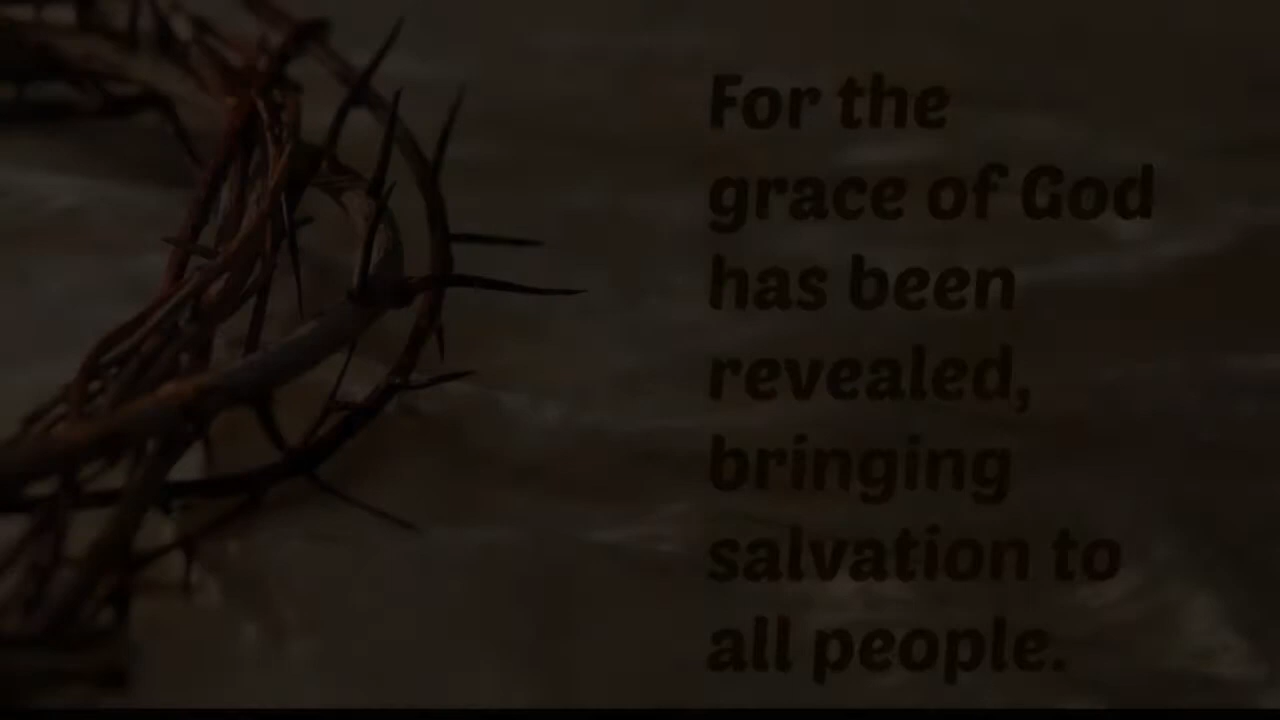 For the
grace of God
has been
revealed,
bringing
salvation to
all people.